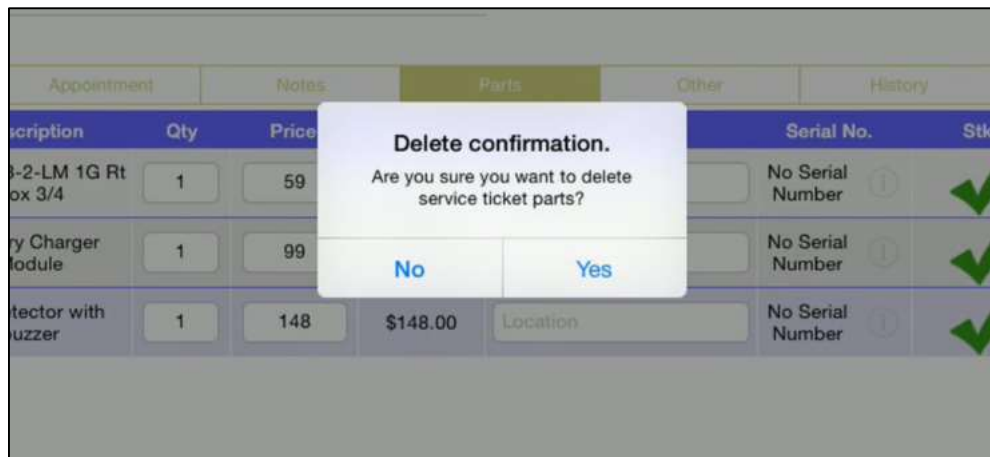 Appointment Notes Parts Other History
scription Qty Price Serial No. Stk
3-2-LM 1G Rt
ox 3/4
1 59
No Serial
Number
ry Charger
Module
1 99
No Serial
Number
tector with
buzzer
1 148 $148.00 Location
No Serial
Number
Delete confirmation.
Are you sure you want to delete
service ticket parts?
No Yes